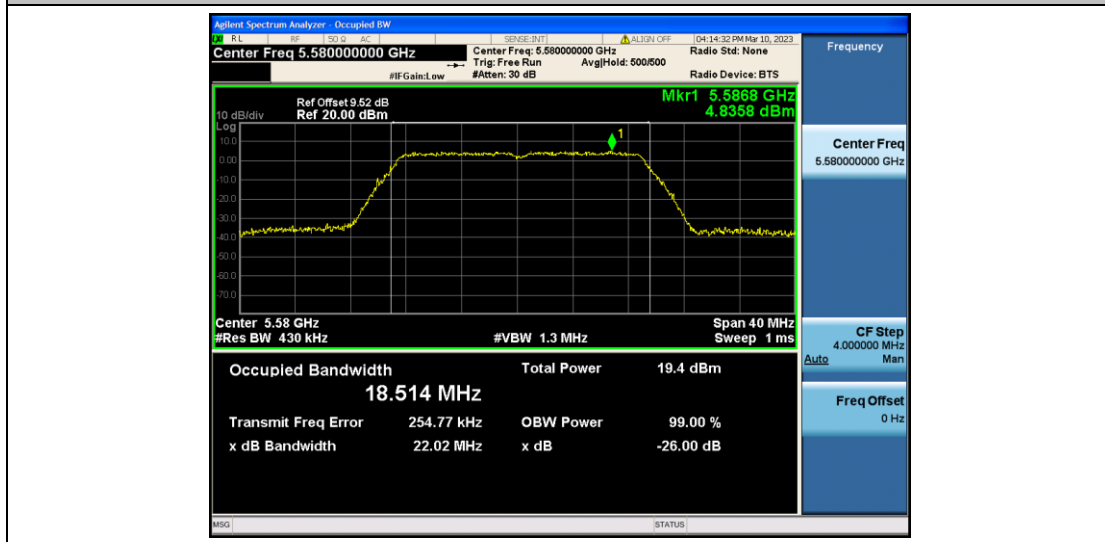 Agilent Spectrum Analyzer - Occupied BW
RL RF 50 Ω AC SENSE:INT ALIGN OFF 04:14:32 PM Mar 10, 2023
Center Freq 5.580000000 GHz
Center Freq: 5.580000000 GHz
Radio Std: None
Trig: Free Run Avg|Hold: 500/500
#IFGain:Low #Atten: 30 dB Radio Device: BTS
Frequency
Ref Offset 9.52 dB
Mkr1 5.5868 GHz
10 dB/div Ref 20.00 dBm 4.8358 dBm
Log
10.0
0.00
-10.0
-20.0
-30.0
-40.0
-50.0
-60.0
-70.0
1
Center 5.58 GHz Span 40 MHz
#Res BW 430 kHz #VBW 1.3 MHz Sweep 1 ms
Occupied Bandwidth Total Power 19.4 dBm
18.514 MHz
Transmit Freq Error 254.77 kHz OBW Power 99.00 %
x dB Bandwidth 22.02 MHz x dB -26.00 dB
Center Freq
5.580000000 GHz
CF Step
4.000000 MHz
Auto Man
Freq Offset
0 Hz
MSG STATUS